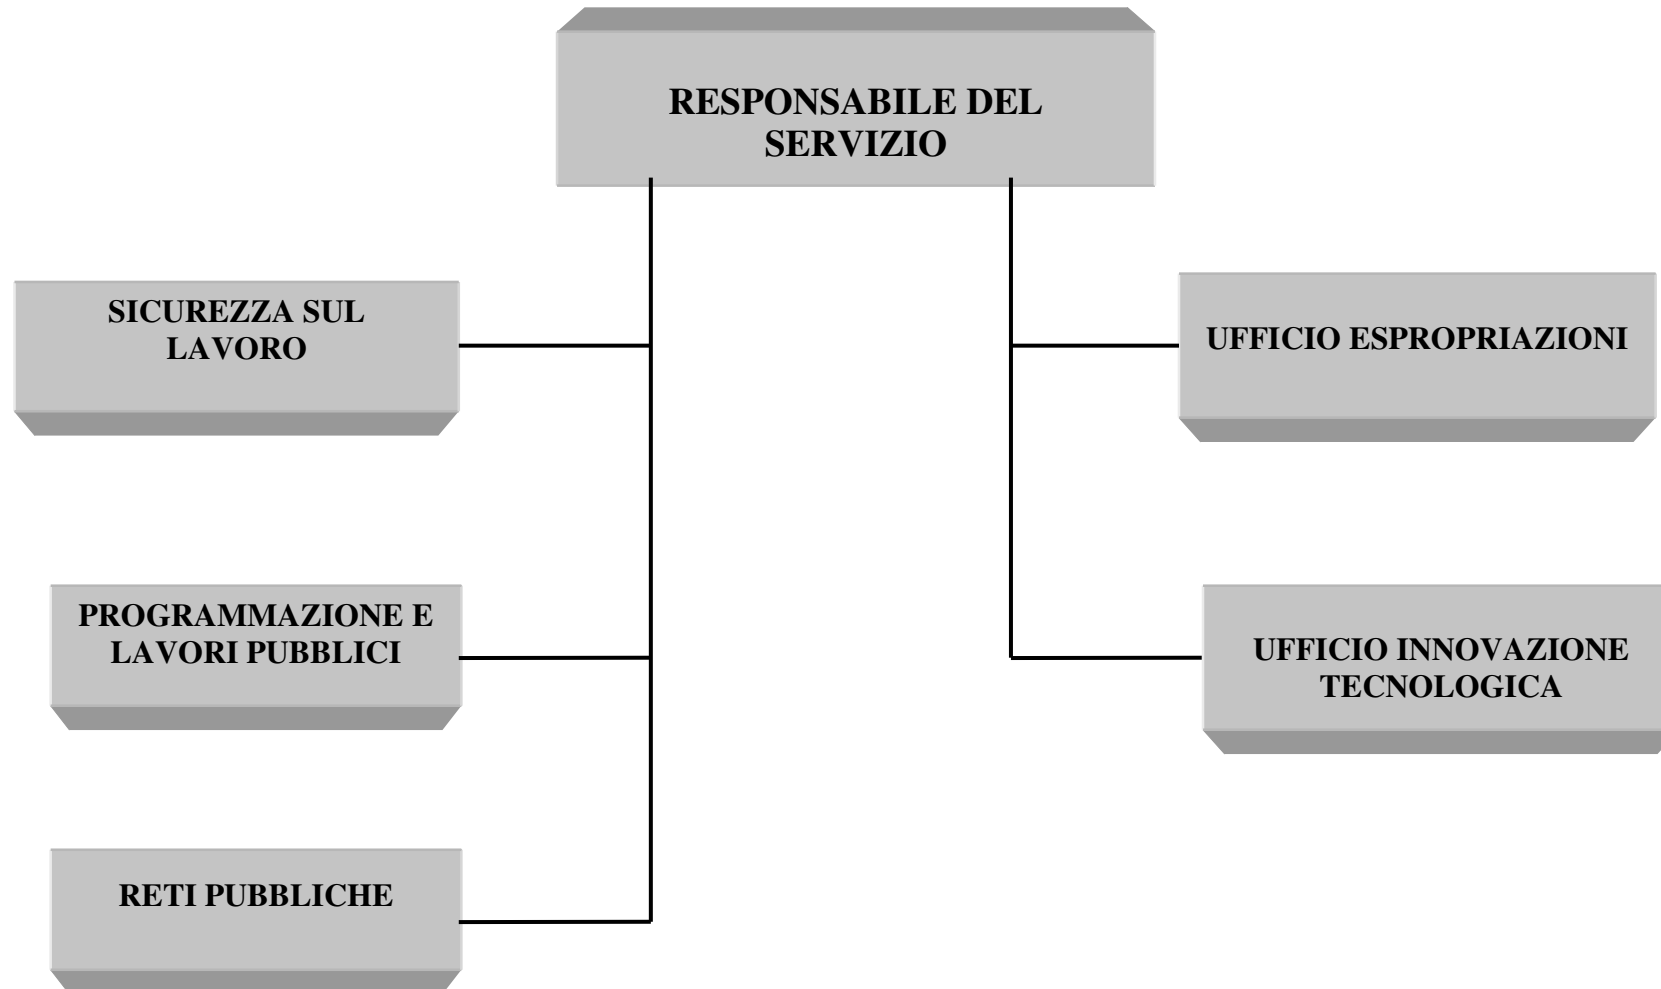 RESPONSABILE DEL
SERVIZIO
SICUREZZA SUL
LAVORO
UFFICIO ESPROPRIAZIONI
PROGRAMMAZIONE E
LAVORI PUBBLICI
UFFICIO INNOVAZIONE
TECNOLOGICA
RETI PUBBLICHE